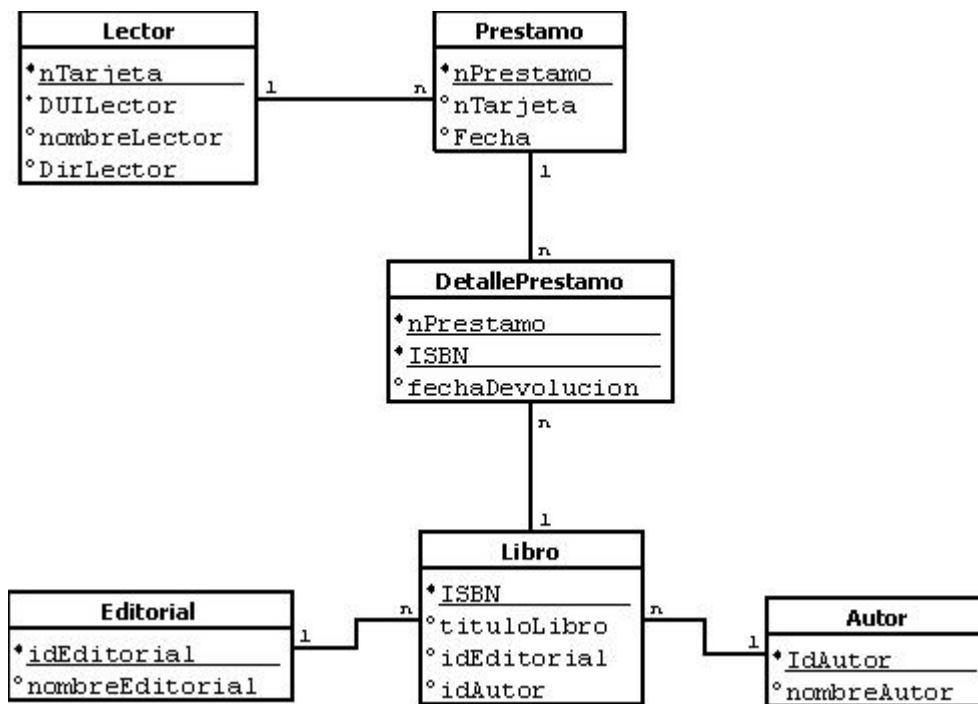 Lector
nTarjeta
DUILector
nombreLector
DirLector
1
n
Prestamo
nPrestamo
nTarjeta
Fecha
1
n
DetallePrestamo
nPrestamo
ISBN
fechaDevolucion
n
1
Libro
ISBN
tituloLibro
idEditorial
idAutor
Editorial
idEditorial
nombreEditorial
1
n
n
1
Autor
IdAutor
nombreAutor